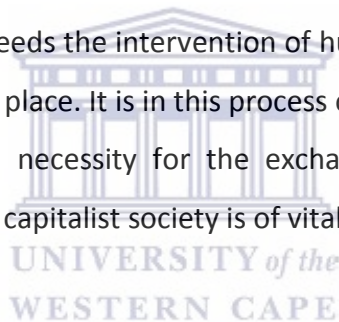 eeds the intervention of hu
place. It is in this process
necessity for the excha
capitalist society is of vital
UNIVERSITY of the
WESTERN CAPE